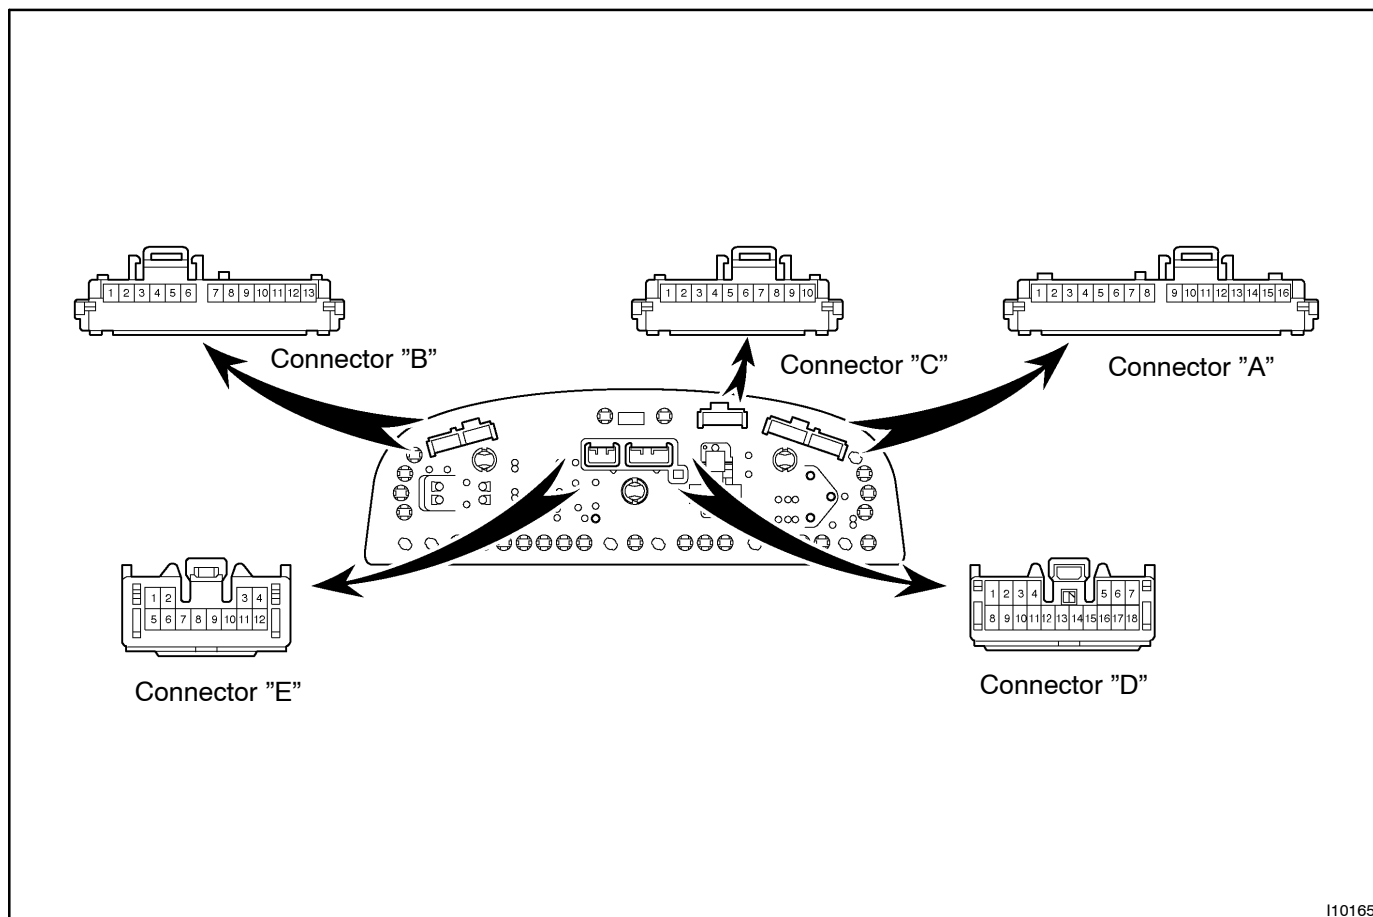 1 2 3 4 5 6 7 8 9 10 11 12 13
1 2 3 4 5 6 7 8 9 10
1 2 3 4 5 6 7 8 9 10 11 12 13 14 15 16
Connector ”B”
Connector ”C”
Connector ”A”
1 2 3 4
5 6 7 8 9 10 11 12
1 2 3 4 5 6 7
8 9 10 11 12 13 14 15 16 17 18
Connector ”E”
Connector ”D”
I10165